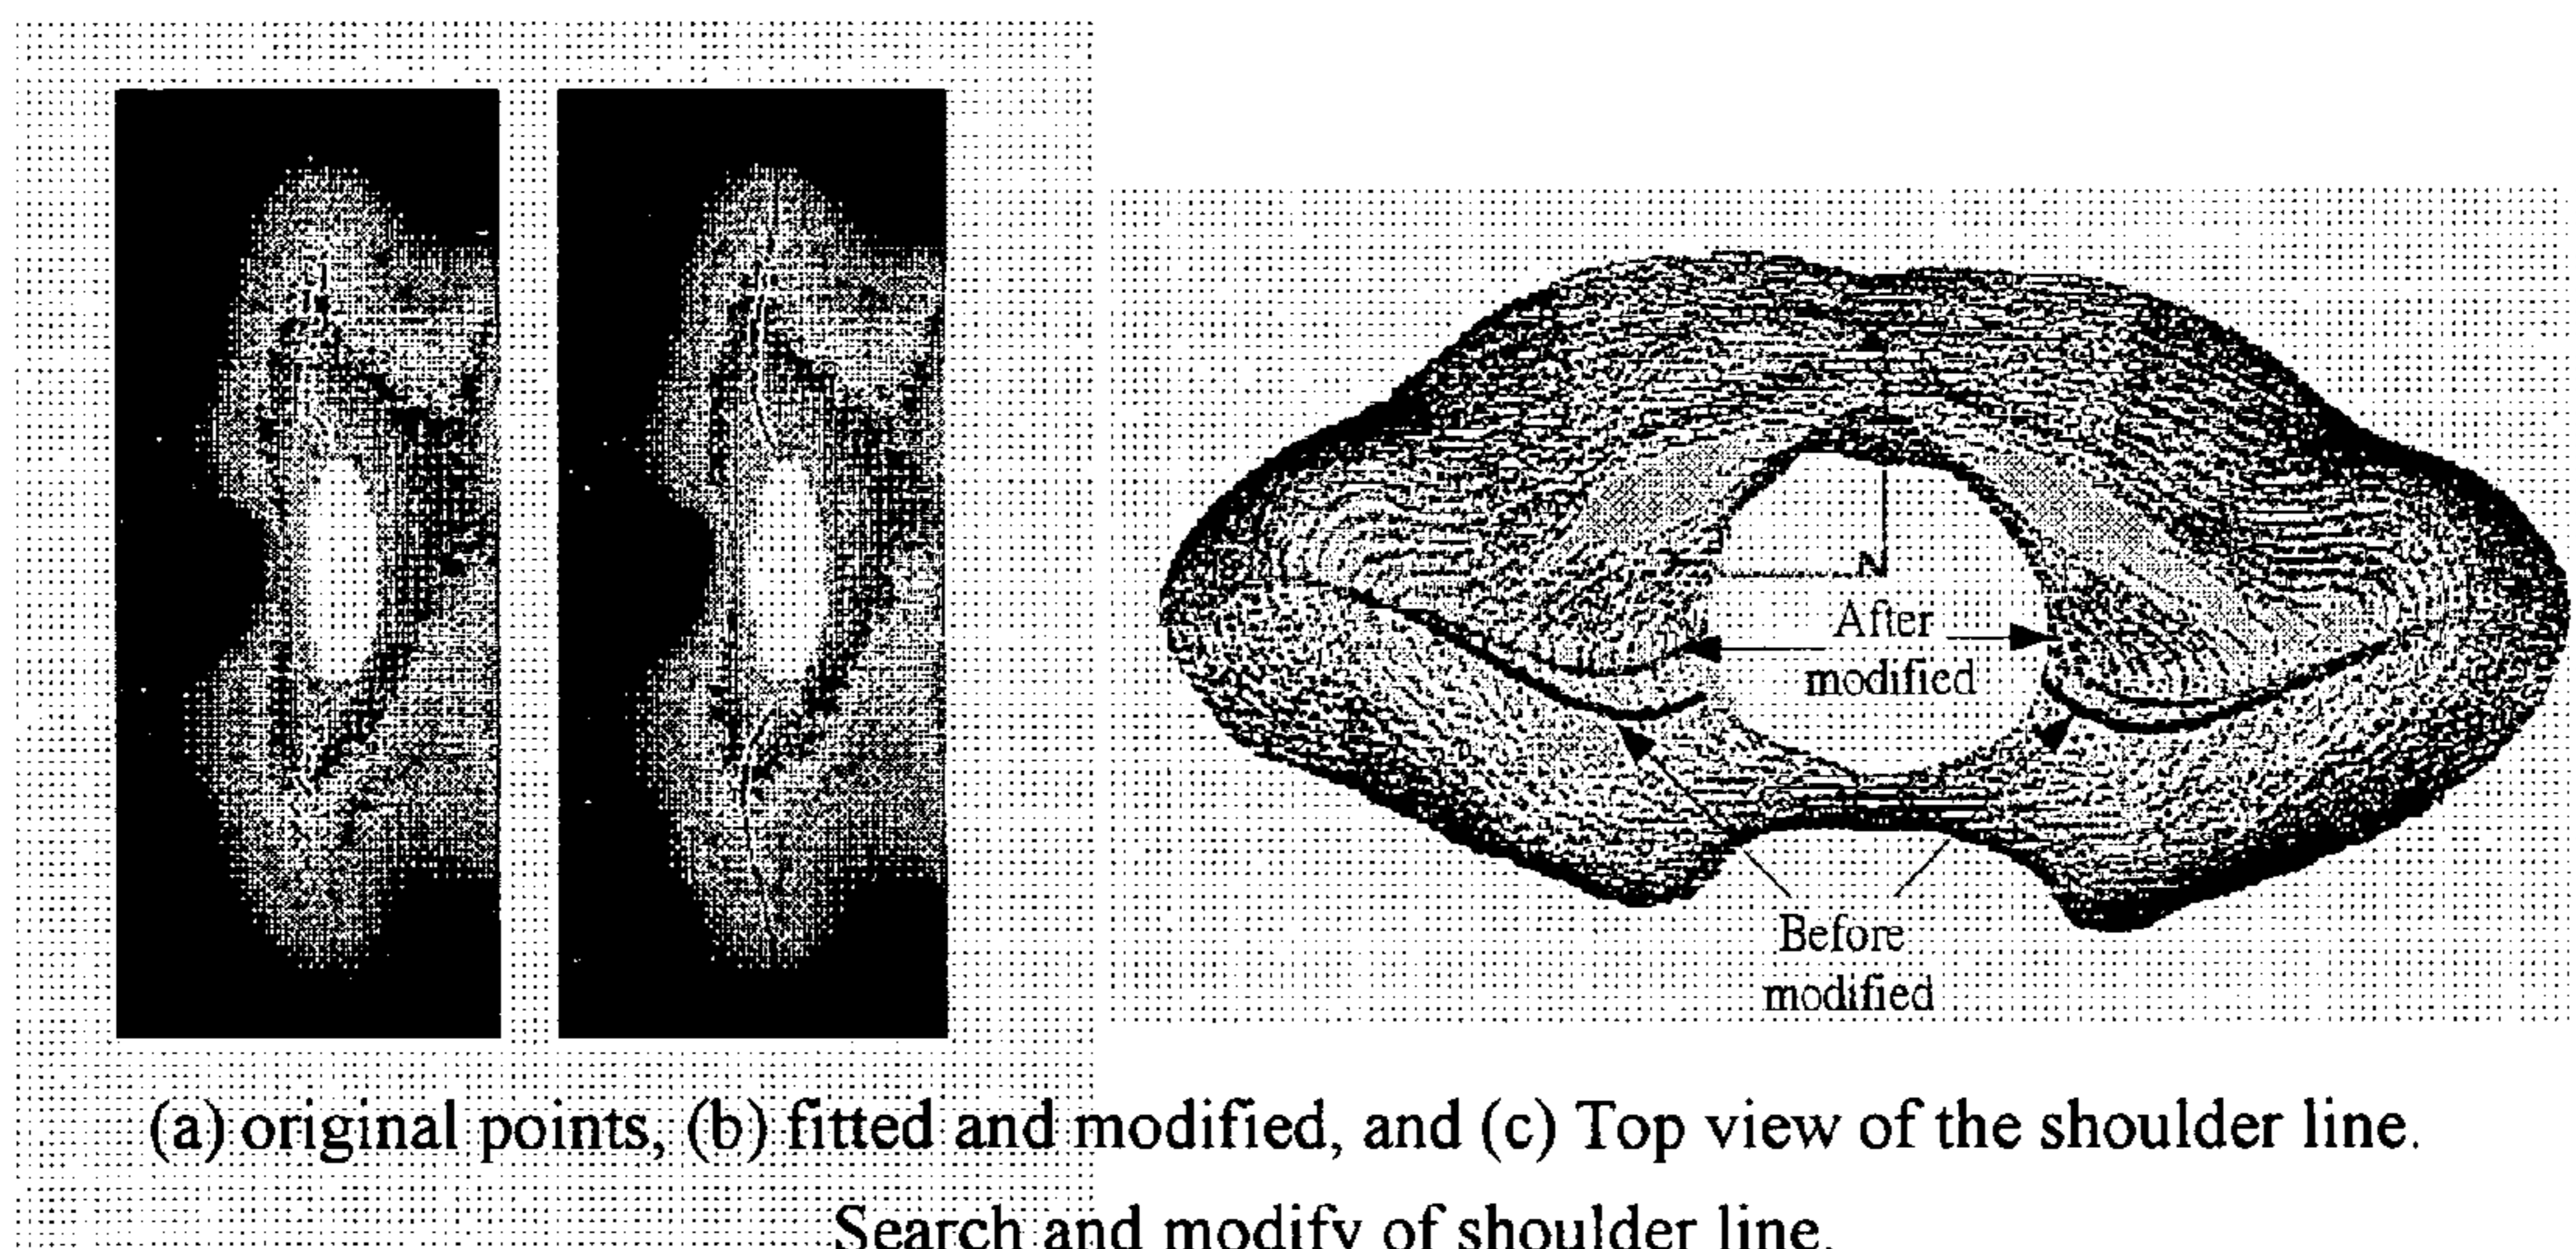 N
After
modified
Before
modified
(a) original points, (b) fitted and modified, and (c) Top view of the shoulder line.
Search and modify of shoulder line.